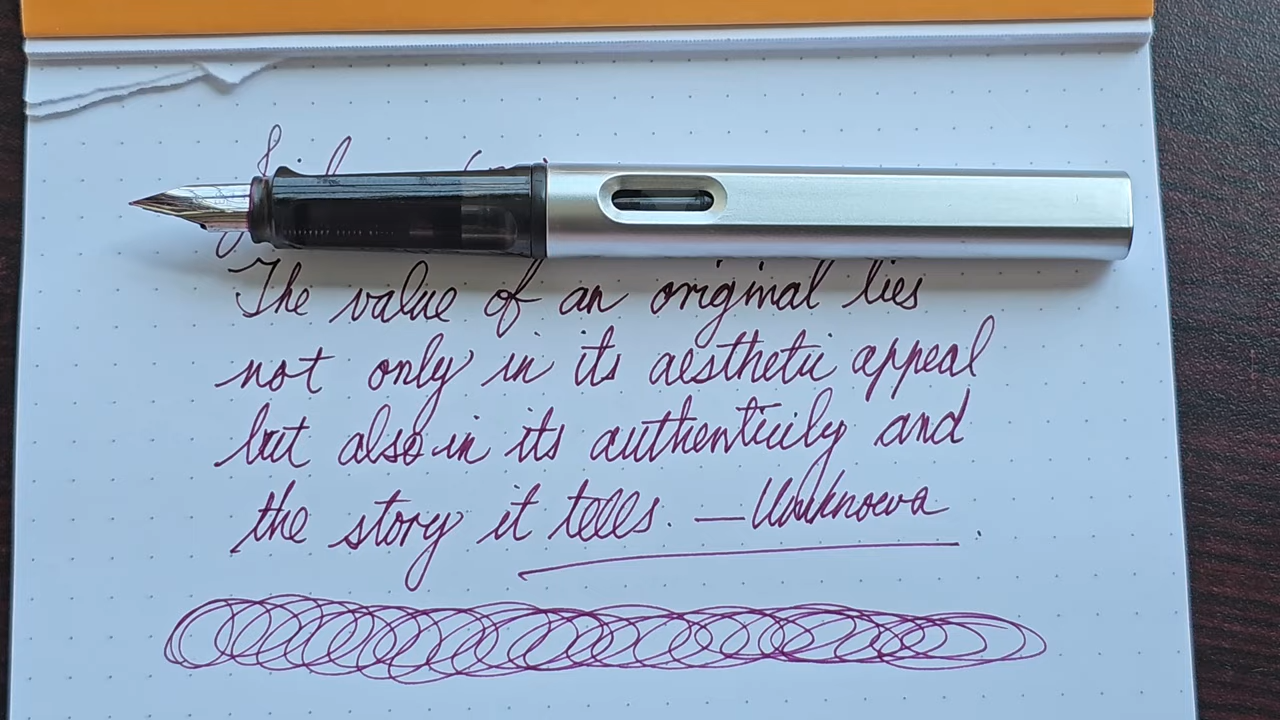 The value of an original lies
not only in its aesthetic appeal
but also in its authenticity and
the story it tells. — Unknown